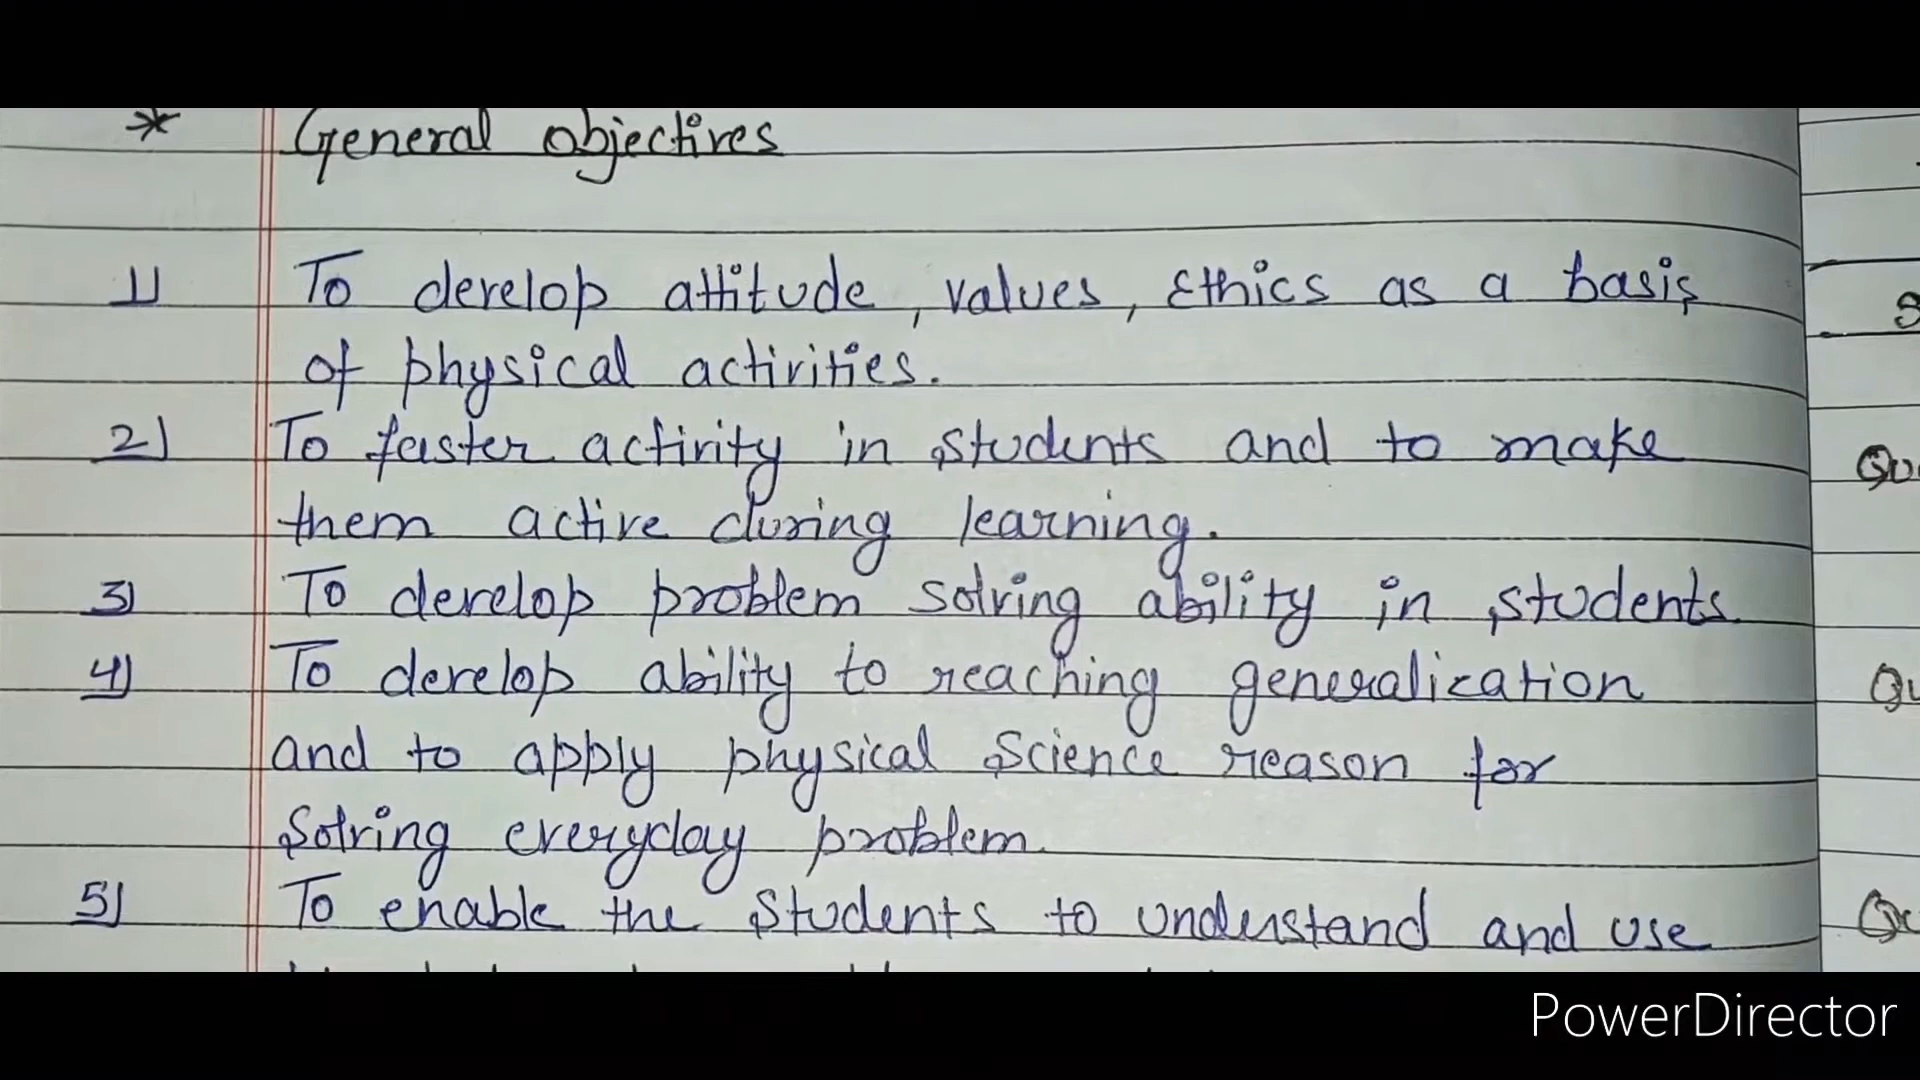 * General objectives
1) To develop attitude, values, Ethics as a basis
of physical activities.
2) To faster activity in students and to make
them active during learning.
3) To develop problem solving ability in students
4) To develop ability to reaching generalization
and to apply physical Science reason for
Solving everyday problem.
5) To enable the Students to understand and use
PowerDirector